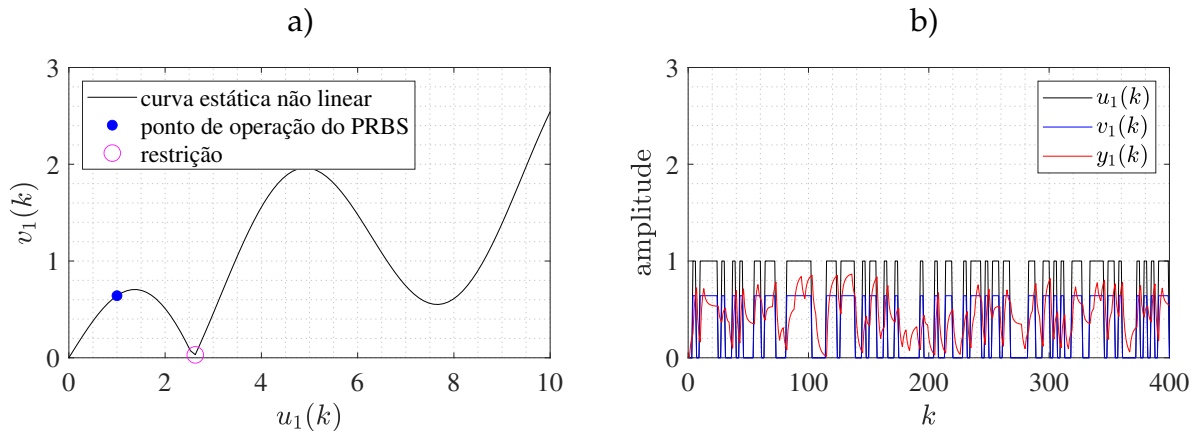 a)
3
2
1
0
v₁(k)
curva estática não linear
ponto de operação do PRBS
restrição
0 2 4 6 8 10
u₁(k)
b)
3
2
1
0
amplitude
u₁(k)
v₁(k)
y₁(k)
0 100 200 300 400
k